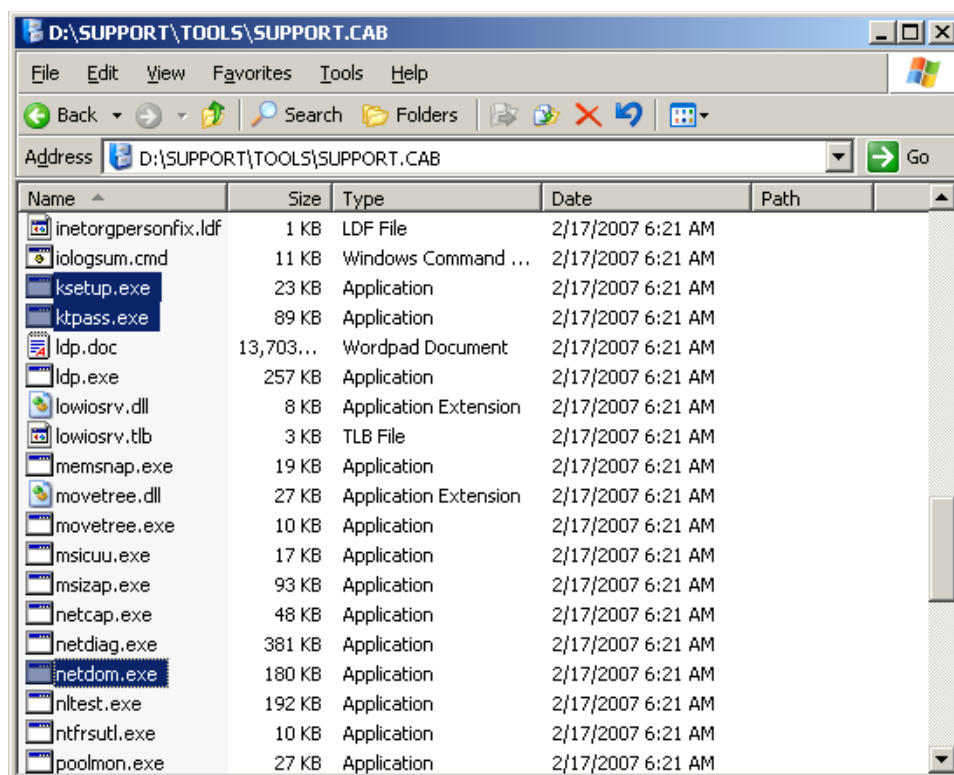 D:\SUPPORT\TOOLS\SUPPORT.CAB
File Edit View Favorites Tools Help
Back Search Folders
Address D:\SUPPORT\TOOLS\SUPPORT.CAB Go
Name Size Type Date Path
inetorgpersonfix.ldf 1 KB LDF File 2/17/2007 6:21 AM
iologsum.cmd 11 KB Windows Command ... 2/17/2007 6:21 AM
ksetup.exe 23 KB Application 2/17/2007 6:21 AM
ktpass.exe 89 KB Application 2/17/2007 6:21 AM
ldp.doc 13,703... Wordpad Document 2/17/2007 6:21 AM
ldp.exe 257 KB Application 2/17/2007 6:21 AM
lowiosrv.dll 8 KB Application Extension 2/17/2007 6:21 AM
lowiosrv.tlb 3 KB TLB File 2/17/2007 6:21 AM
memsnap.exe 19 KB Application 2/17/2007 6:21 AM
movetree.dll 27 KB Application Extension 2/17/2007 6:21 AM
movetree.exe 10 KB Application 2/17/2007 6:21 AM
msicuu.exe 17 KB Application 2/17/2007 6:21 AM
msizap.exe 93 KB Application 2/17/2007 6:21 AM
netcap.exe 48 KB Application 2/17/2007 6:21 AM
netdiag.exe 381 KB Application 2/17/2007 6:21 AM
netdom.exe 180 KB Application 2/17/2007 6:21 AM
nltest.exe 192 KB Application 2/17/2007 6:21 AM
ntfrsutl.exe 10 KB Application 2/17/2007 6:21 AM
poolmon.exe 27 KB Application 2/17/2007 6:21 AM